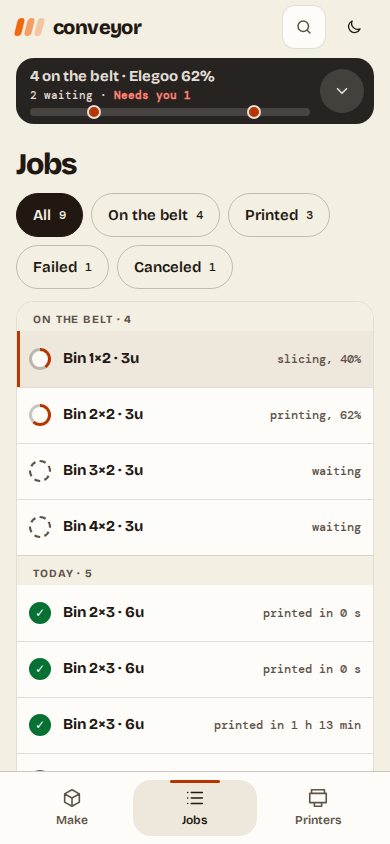 conveyor
4 on the belt · Elegoo 62%
2 waiting · Needs you 1
Jobs
All 9
On the belt 4
Printed 3
Failed 1
Canceled 1
ON THE BELT · 4
Bin 1×2 · 3u
slicing, 40%
Bin 2×2 · 3u
printing, 62%
Bin 3×2 · 3u
waiting
Bin 4×2 · 3u
waiting
TODAY · 5
Bin 2×3 · 6u
printed in 0 s
Bin 2×3 · 6u
printed in 0 s
Bin 2×3 · 6u
printed in 1 h 13 min
Make
Jobs
Printers